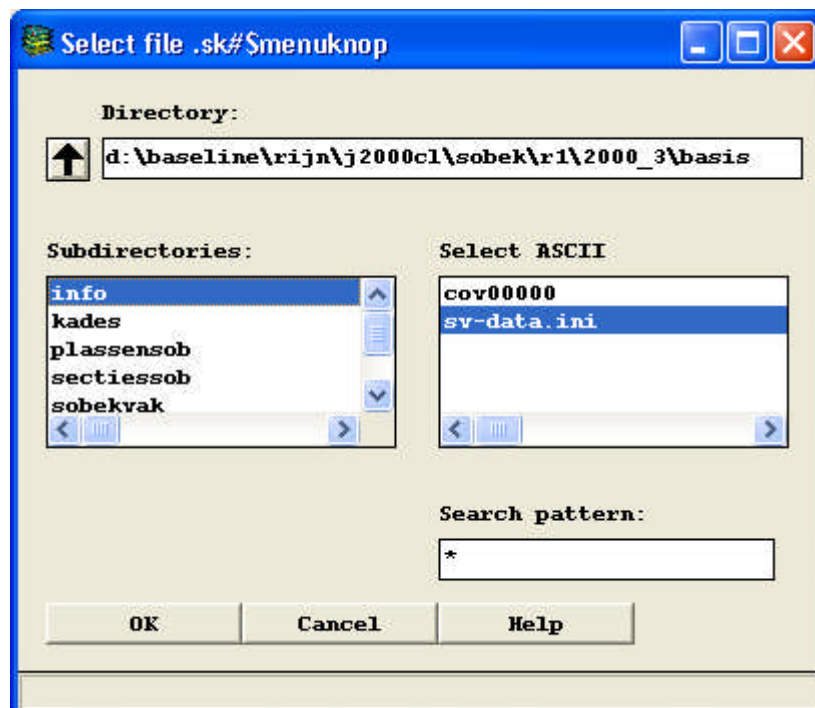 Select file .sk#$menuknop
Directory:
d:\baseline\rijn\j2000cl\sobek\r1\2000_3\basis
Subdirectories:
info
kades
plassensob
sectiessob
sobekvak
Select ASCII
cov00000
sv-data.ini
Search pattern:
*
OK Cancel Help